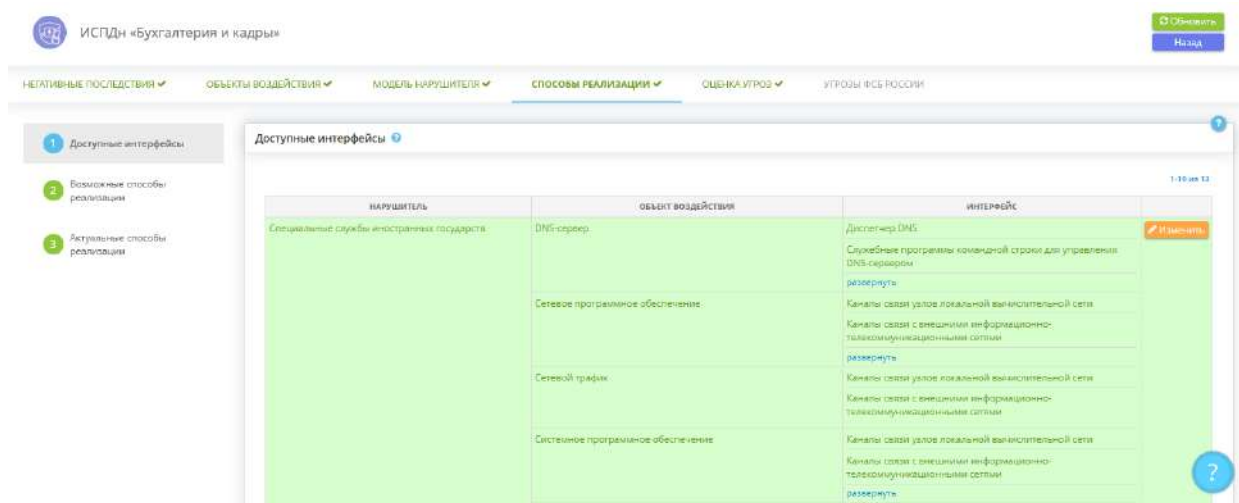 ИСПДн «Бухгалтерия и кадры»
Обновить
Назад
НЕГАТИВНЫЕ ПОСЛЕДСТВИЯ
ОБЪЕКТЫ ВОЗДЕЙСТВИЯ
МОДЕЛЬ НАРУШИТЕЛЯ
СПОСОБЫ РЕАЛИЗАЦИИ
ОЦЕНКА УГРОЗ
УГРОЗЫ ФСБ РОССИИ
1 Доступные интерфейсы
2 Возможные способы
реализации
3 Актуальные способы
реализации
Доступные интерфейсы ?
?
1-10 из 12
НАРУШИТЕЛЬ
ОБЪЕКТ ВОЗДЕЙСТВИЯ
ИНТЕРФЕЙС
Специальные службы иностранных государств
DNS-сервер
Диспетчер DNS
Изменить
Служебные программы командной строки для управления
DNS-сервером
развернуть
Сетевое программное обеспечение
Каналы связи узлов локальной вычислительной сети
Каналы связи с внешними информационно-
телекоммуникационными сетями
развернуть
Сетевой трафик
Каналы связи узлов локальной вычислительной сети
Каналы связи с внешними информационно-
телекоммуникационными сетями
Системное программное обеспечение
Каналы связи узлов локальной вычислительной сети
Каналы связи с внешними информационно-
телекоммуникационными сетями
развернуть
?